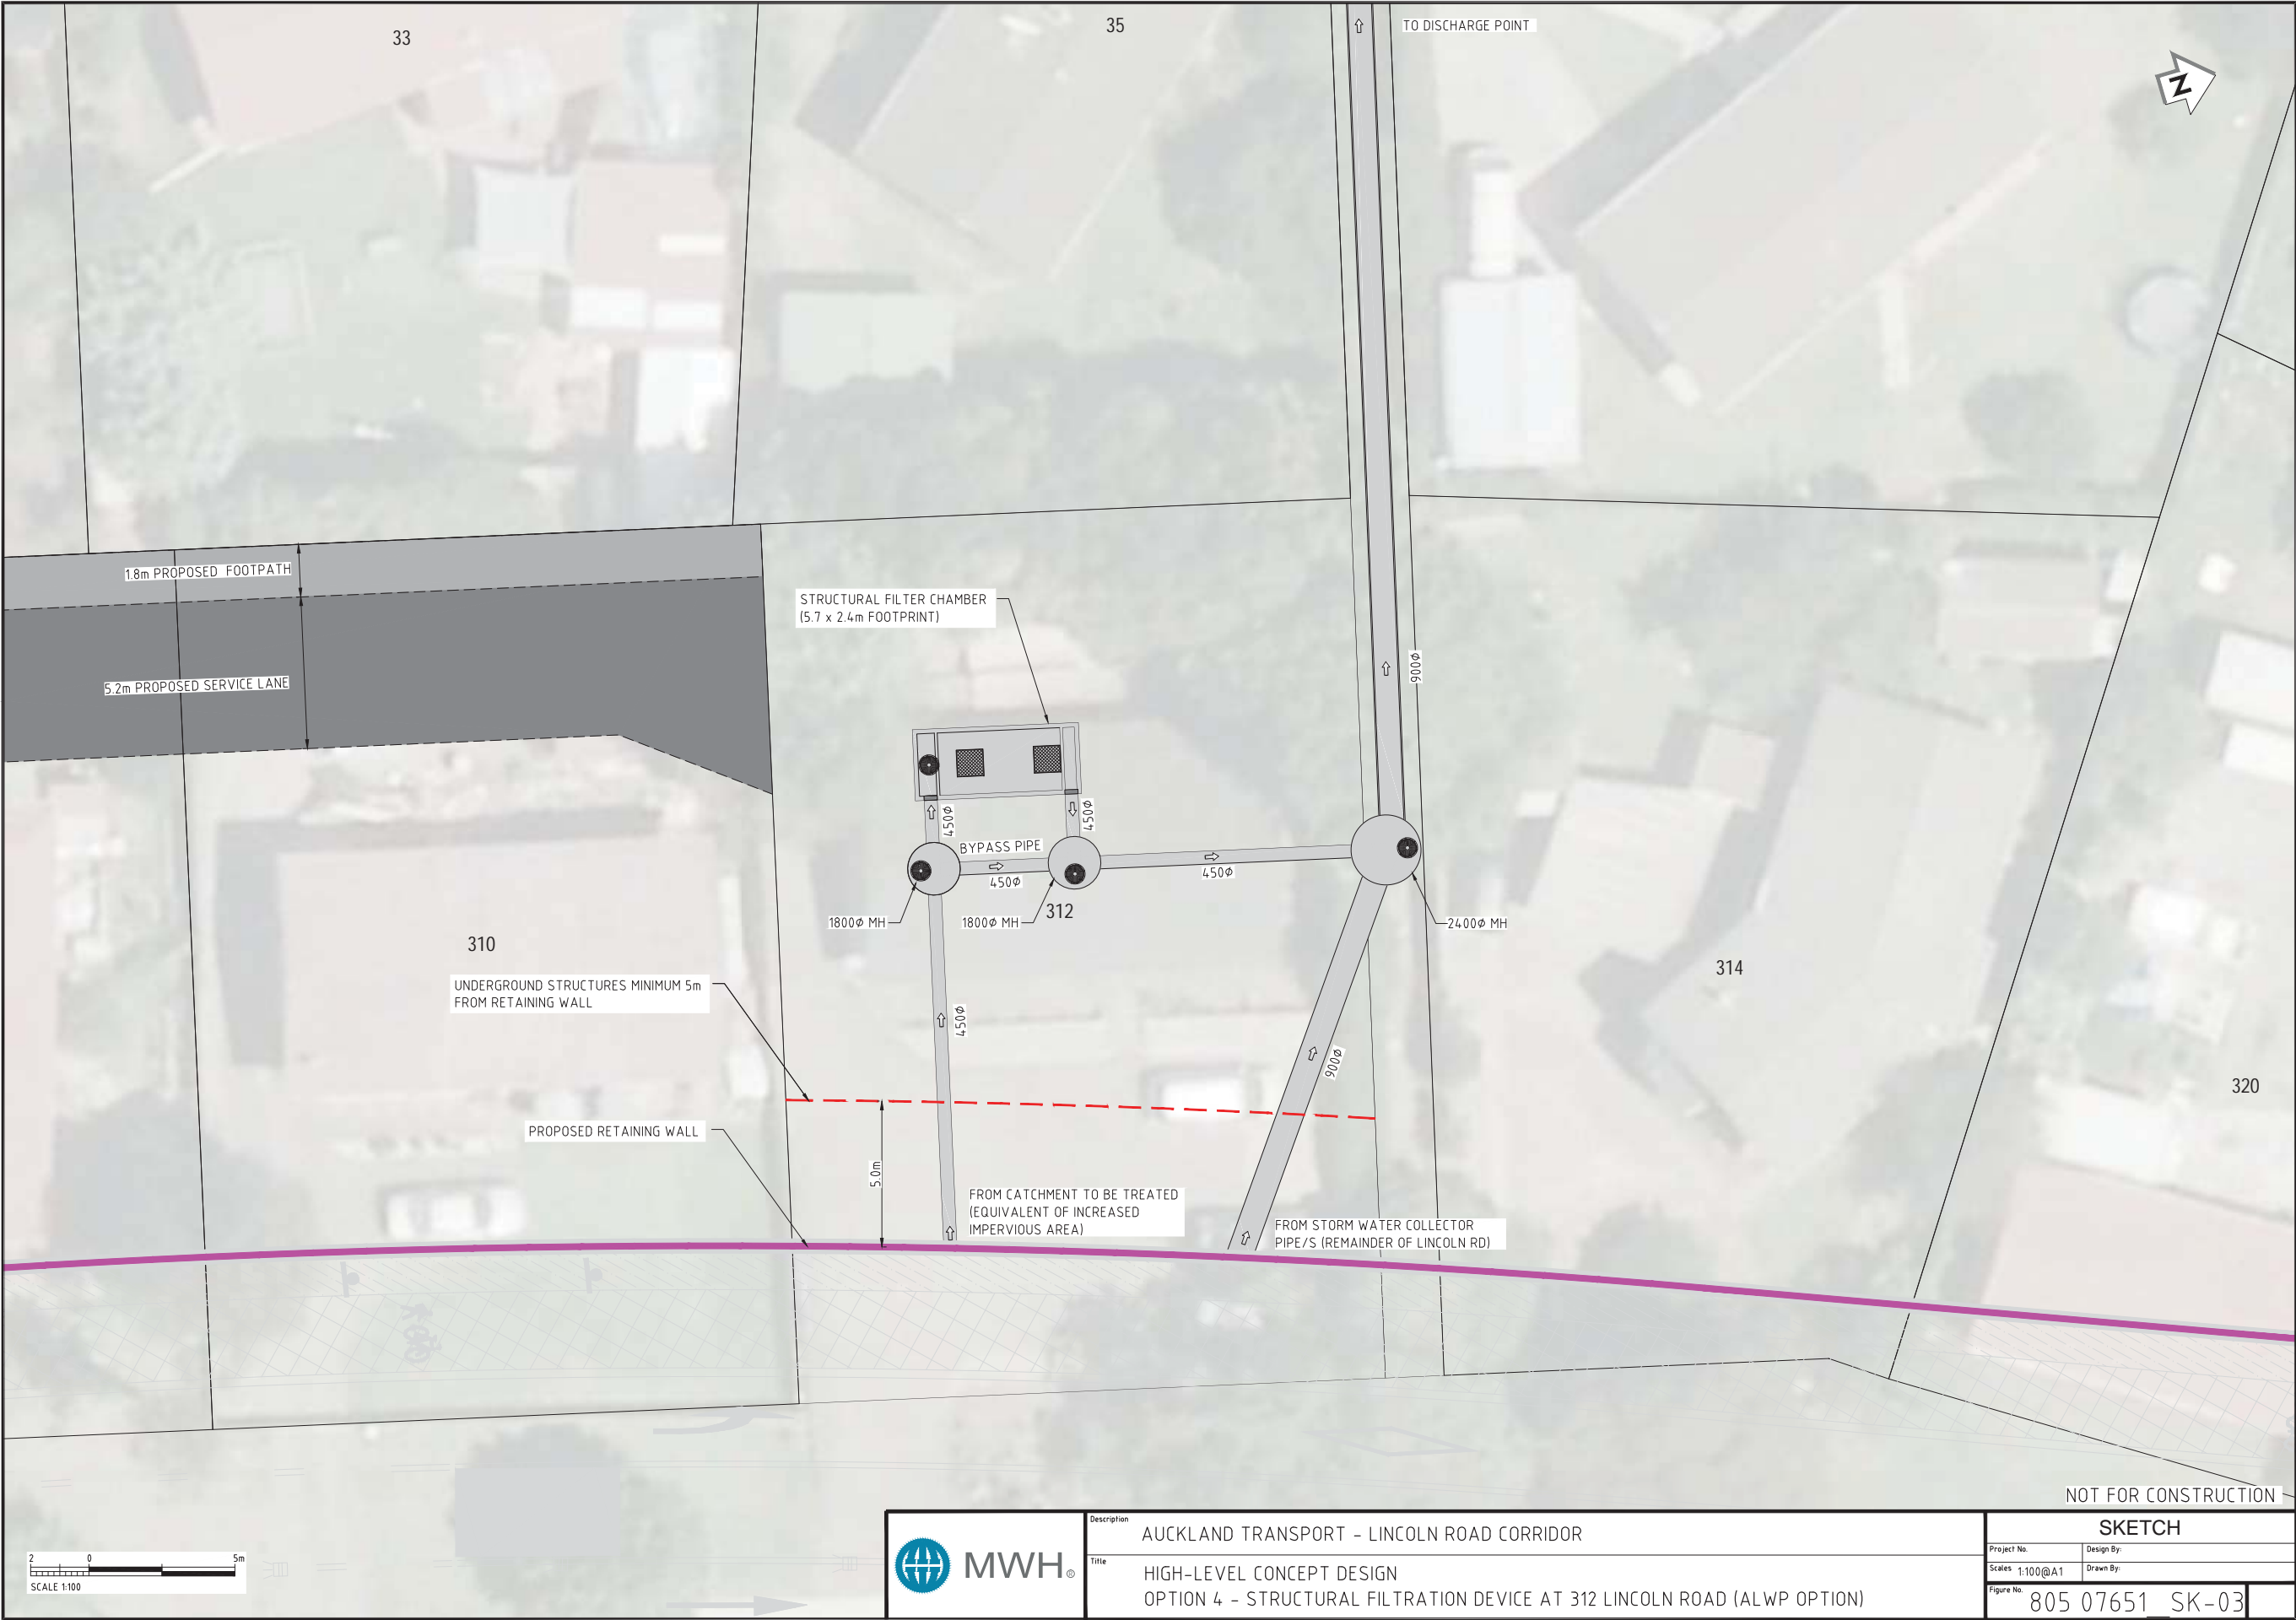 33
35
TO DISCHARGE POINT
N
1.8m PROPOSED FOOTPATH
5.2m PROPOSED SERVICE LANE
STRUCTURAL FILTER CHAMBER
(5.7 x 2.4m FOOTPRINT)
900Ø
450Ø
450Ø
BYPASS PIPE
450Ø
450Ø
1800Ø MH
1800Ø MH
312
2400Ø MH
310
314
UNDERGROUND STRUCTURES MINIMUM 5m
FROM RETAINING WALL
450Ø
900Ø
320
PROPOSED RETAINING WALL
5.0m
FROM CATCHMENT TO BE TREATED
(EQUIVALENT OF INCREASED
IMPERVIOUS AREA)
FROM STORM WATER COLLECTOR
PIPE/S (REMAINDER OF LINCOLN RD)
NOT FOR CONSTRUCTION
2 0 5m
SCALE 1:100
MWH®
Description
AUCKLAND TRANSPORT - LINCOLN ROAD CORRIDOR
Title
HIGH-LEVEL CONCEPT DESIGN
OPTION 4 - STRUCTURAL FILTRATION DEVICE AT 312 LINCOLN ROAD (ALWP OPTION)
SKETCH
Project No.
Design By:
Scales 1:100@A1
Drawn By:
Figure No. 805 07651_SK-03